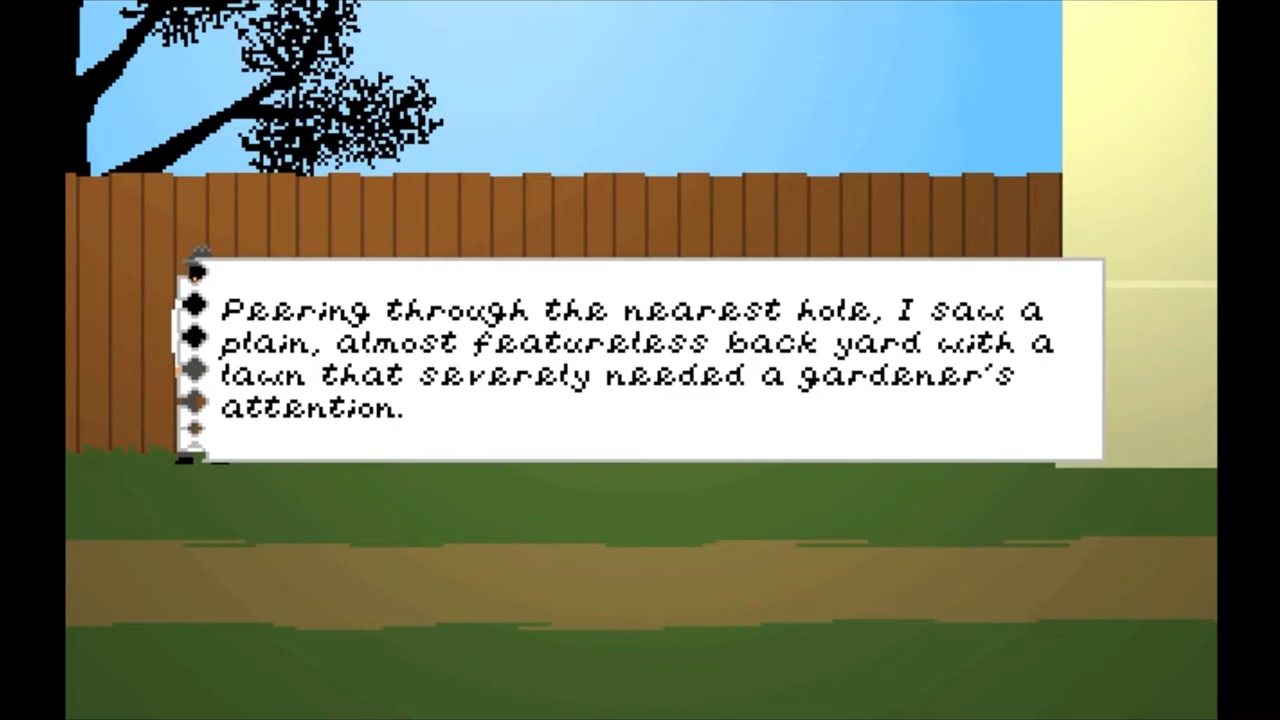 Peering through the nearest hole, I saw a
plain, almost featureless back yard with a
lawn that severely needed a gardener's
attention.